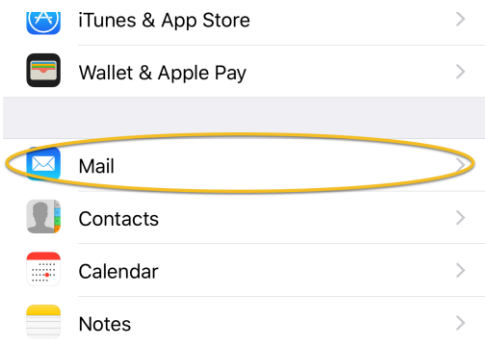 iTunes & App Store
Wallet & Apple Pay
Mail
Contacts
Calendar
Notes